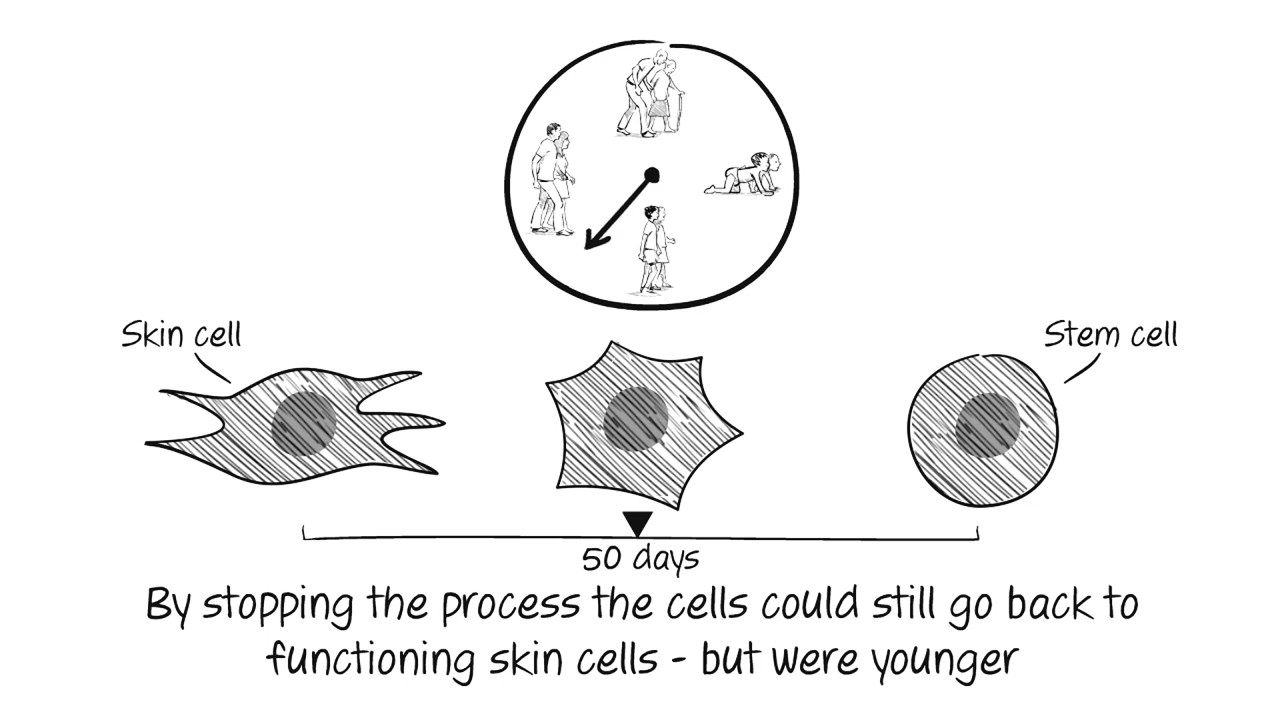 Skin cell
Stem cell
50 days
By stopping the process the cells could still go back to
functioning skin cells - but were younger